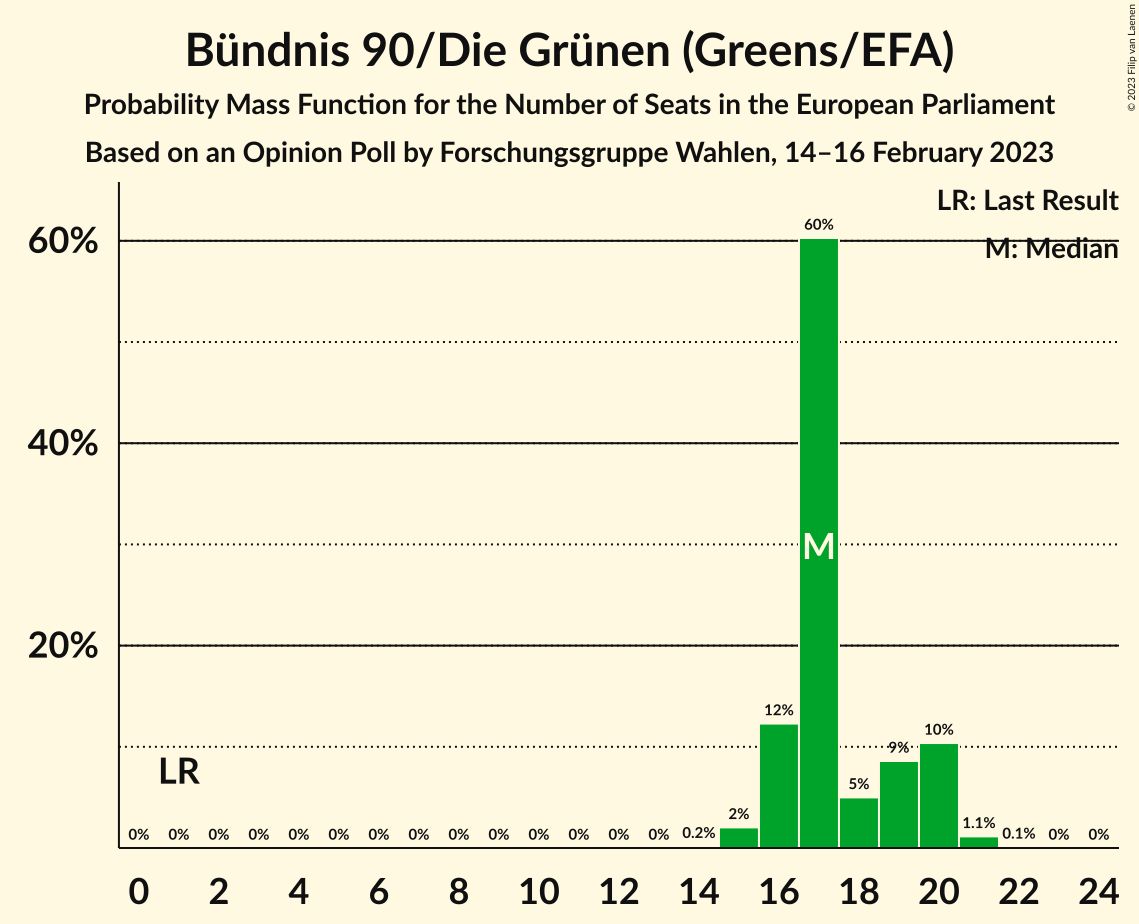 Bündnis 90/Die Grünen (Greens/EFA)
Probability Mass Function for the Number of Seats in the European Parliament
Based on an Opinion Poll by Forschungsgruppe Wahlen, 14–16 February 2023
© 2023 Filip van Laenen
LR: Last Result
M: Median
60%
40%
20%
60%
M
12%
10%
9%
5%
2%
1.1%
LR
0% 0% 0% 0% 0% 0% 0% 0% 0% 0% 0% 0% 0% 0% 0.2% 0.1% 0% 0%
0 2 4 6 8 10 12 14 16 18 20 22 24